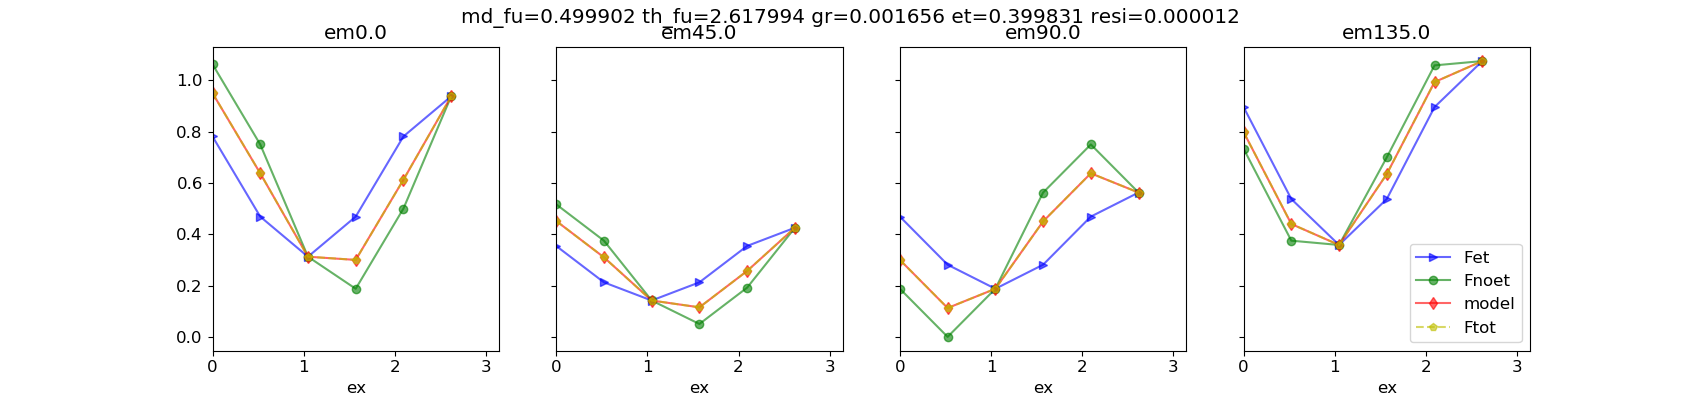 md_fu=0.499902 th_fu=2.617994 gr=0.001656 et=0.399831 resi=0.000012
em0.0 em45.0 em90.0 em135.0
1.0
0.8
0.6
0.4
0.2
0.0
0 1 2 3 0 1 2 3 0 1 2 3 0 1 2 3
ex ex ex ex
Fet
Fnoet
model
Ftot